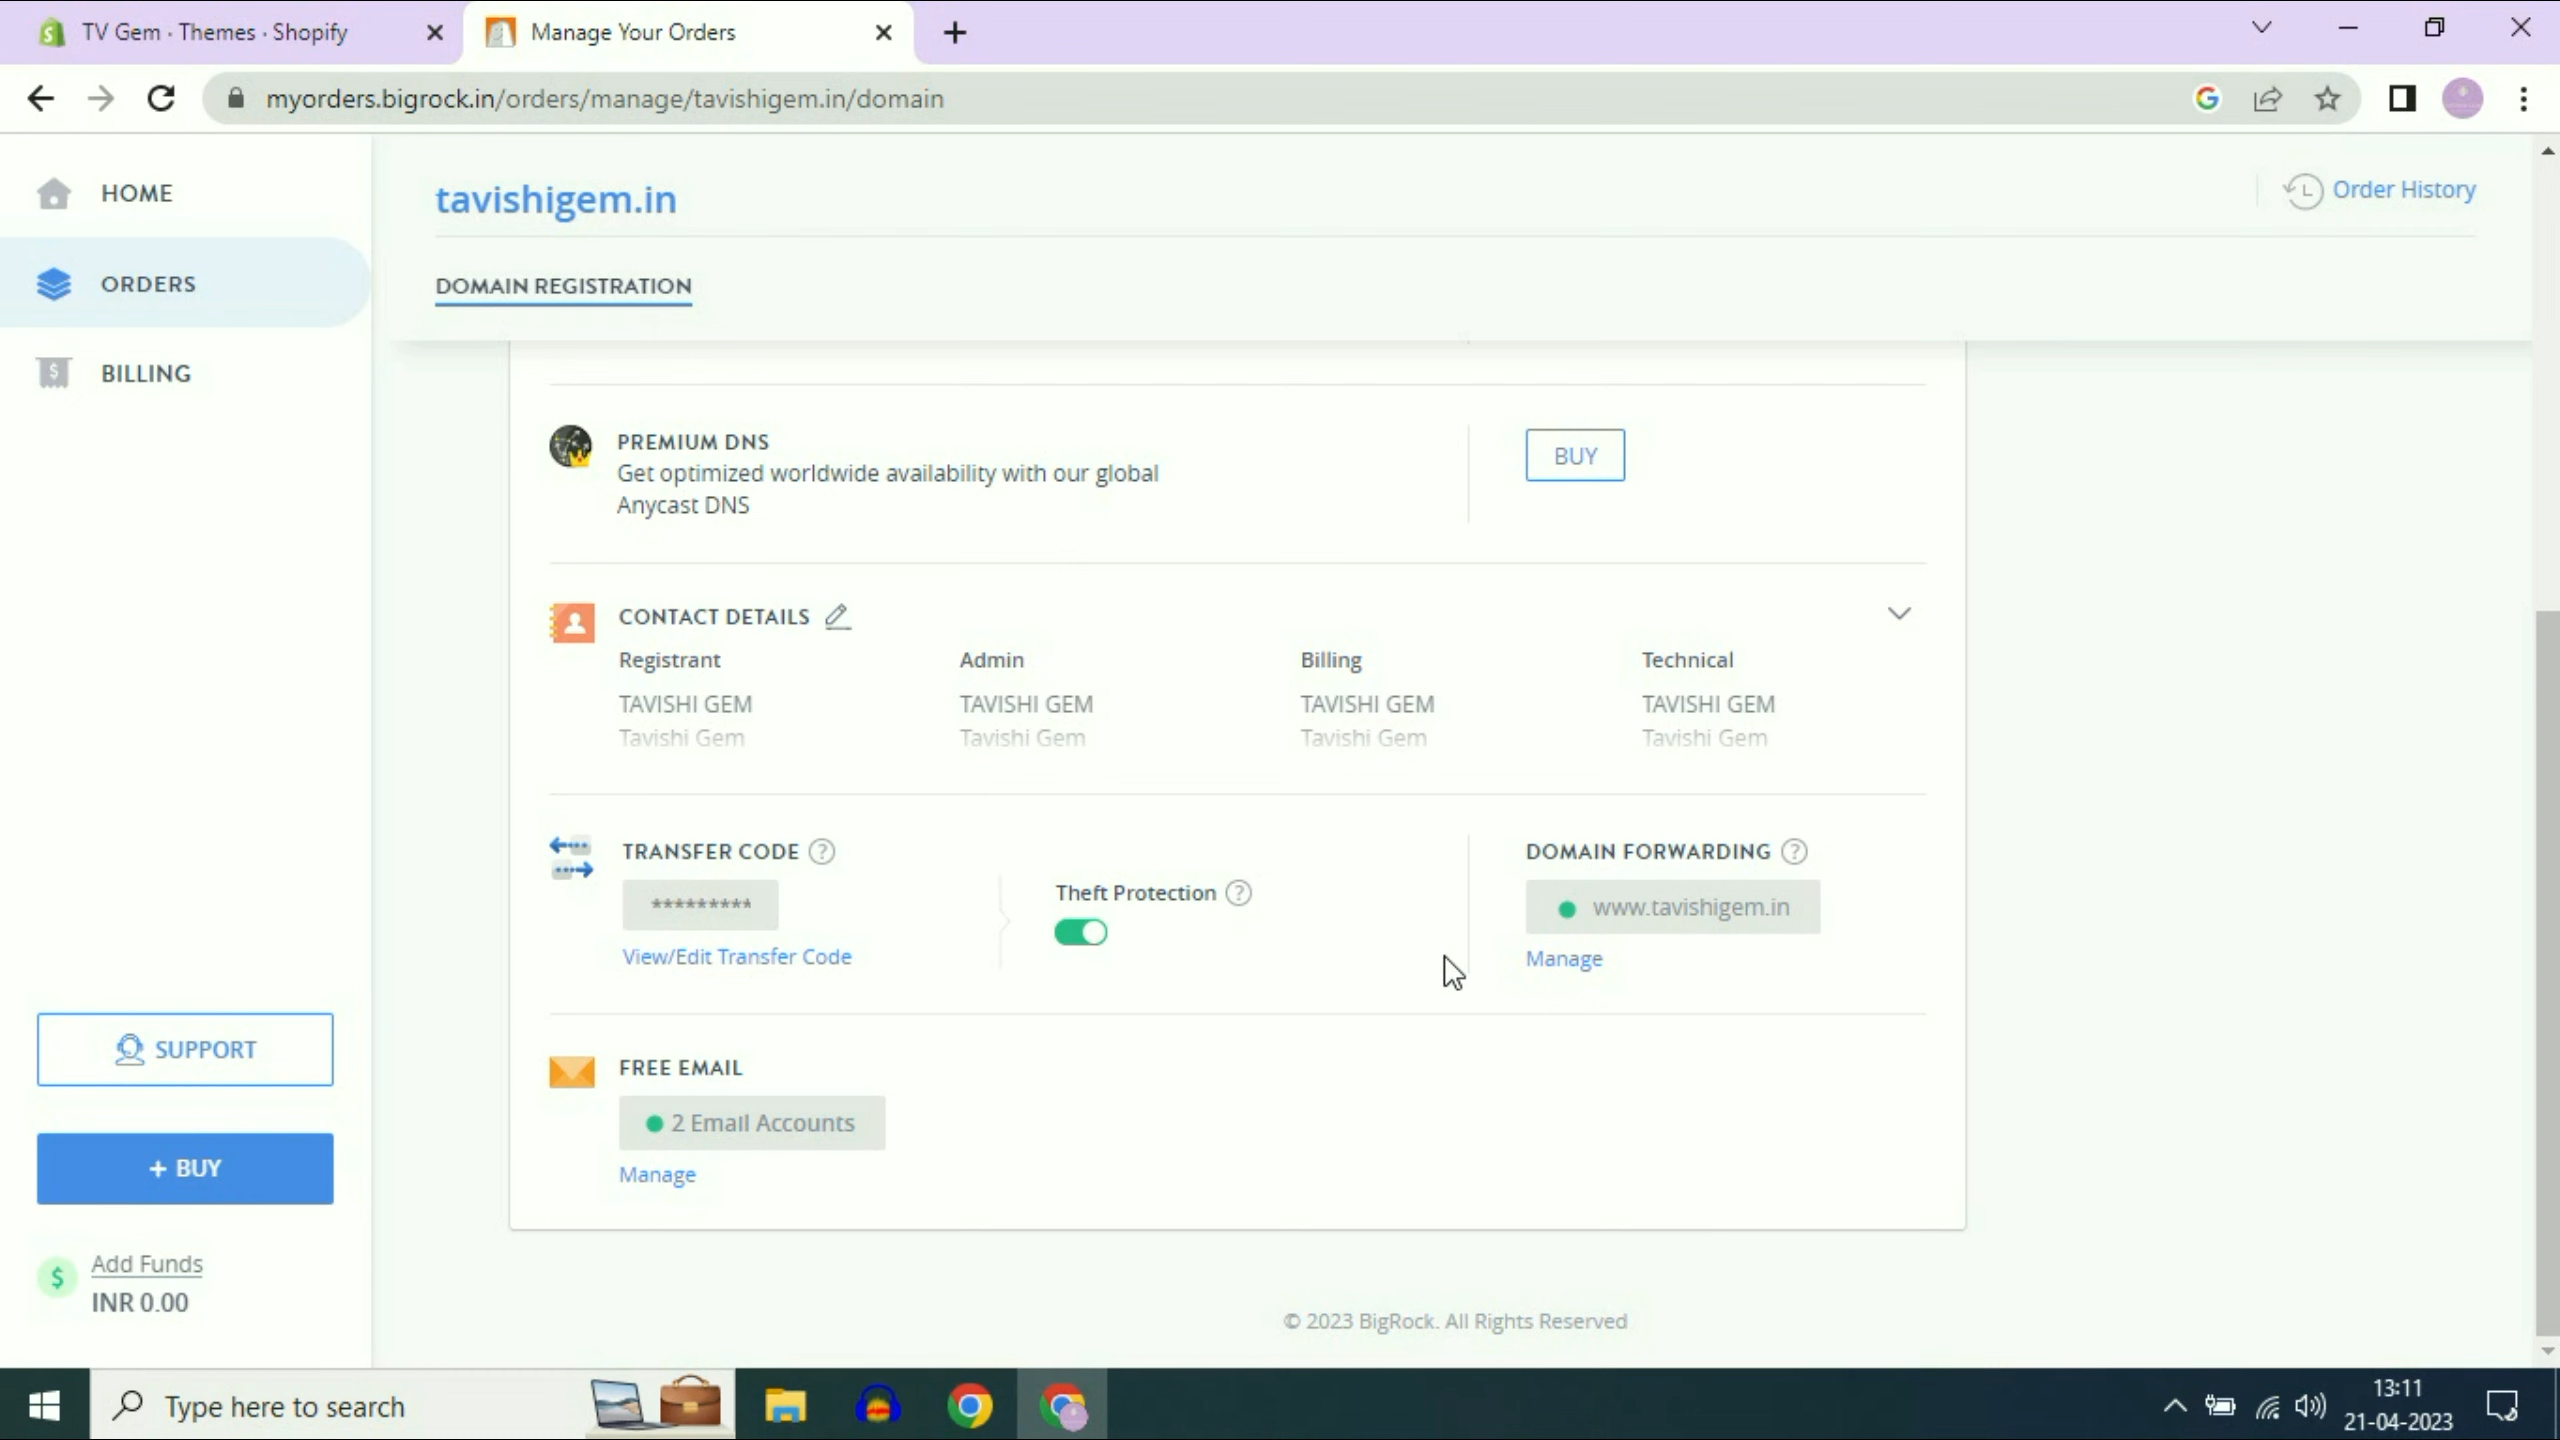 TV Gem · Themes · Shopify
Manage Your Orders
myorders.bigrock.in/orders/manage/tavishigem.in/domain
HOME
ORDERS
BILLING
SUPPORT
+ BUY
$ Add Funds
INR 0.00
tavishigem.in
Order History
DOMAIN REGISTRATION
PREMIUM DNS
Get optimized worldwide availability with our global
Anycast DNS
BUY
CONTACT DETAILS
Registrant Admin Billing Technical
TAVISHI GEM TAVISHI GEM TAVISHI GEM TAVISHI GEM
Tavishi Gem Tavishi Gem Tavishi Gem Tavishi Gem
TRANSFER CODE ?
*********
View/Edit Transfer Code
Theft Protection ?
DOMAIN FORWARDING ?
www.tavishigem.in
Manage
FREE EMAIL
2 Email Accounts
Manage
© 2023 BigRock. All Rights Reserved
Type here to search
13:11
21-04-2023